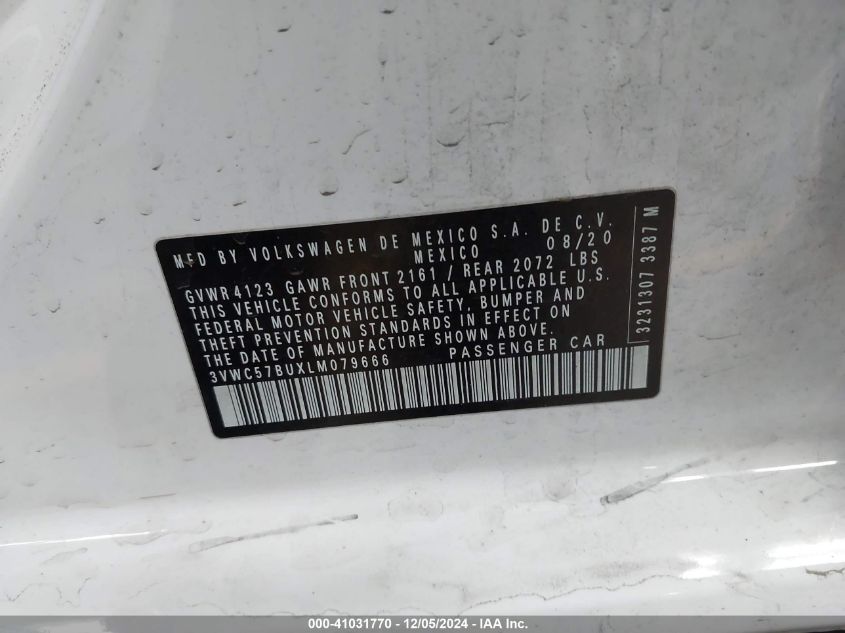 MFD BY VOLKSWAGEN DE MEXICO S.A. DE C.V.
MEXICO 08/20
GVWR 4123 GAWR FRONT 2161 / REAR 2072 LBS
THIS VEHICLE CONFORMS TO ALL APPLICABLE U.S.
FEDERAL MOTOR VEHICLE SAFETY, BUMPER AND
THEFT PREVENTION STANDARDS IN EFFECT ON
THE DATE OF MANUFACTURE SHOWN ABOVE.
3VWC57BUXLM079666 PASSENGER CAR
3231307 3387 M
000-41031770 - 12/05/2024 - IAA, Inc.